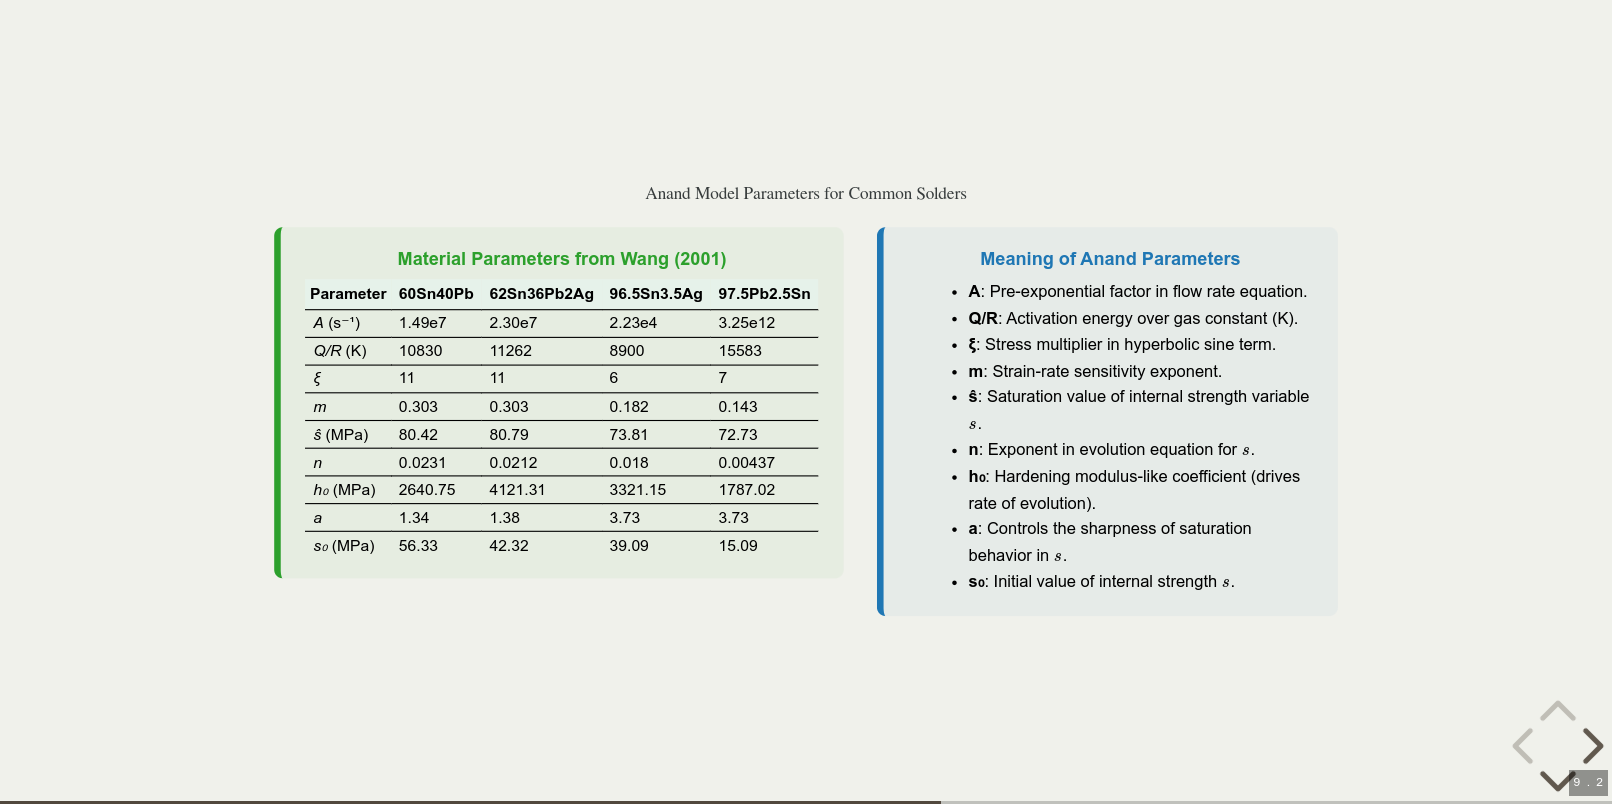 Anand Model Parameters for Common Solders
Material Parameters from Wang (2001)
Parameter 60Sn40Pb 62Sn36Pb2Ag 96.5Sn3.5Ag 97.5Pb2.5Sn
A (s⁻¹) 1.49e7 2.30e7 2.23e4 3.25e12
Q/R (K) 10830 11262 8900 15583
ξ 11 11 6 7
m 0.303 0.303 0.182 0.143
ŝ (MPa) 80.42 80.79 73.81 72.73
n 0.0231 0.0212 0.018 0.00437
h₀ (MPa) 2640.75 4121.31 3321.15 1787.02
a 1.34 1.38 3.73 3.73
s₀ (MPa) 56.33 42.32 39.09 15.09
Meaning of Anand Parameters
• A: Pre-exponential factor in flow rate equation.
• Q/R: Activation energy over gas constant (K).
• ξ: Stress multiplier in hyperbolic sine term.
• m: Strain-rate sensitivity exponent.
• ŝ: Saturation value of internal strength variable
s.
• n: Exponent in evolution equation for s.
• h₀: Hardening modulus-like coefficient (drives
rate of evolution).
• a: Controls the sharpness of saturation
behavior in s.
• s₀: Initial value of internal strength s.
9 . 2